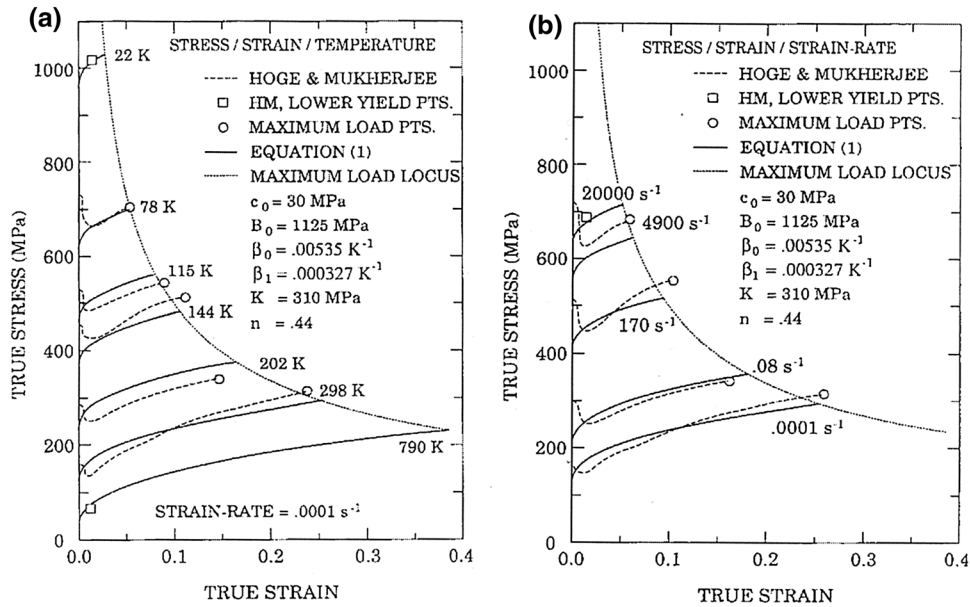 (a)
STRESS / STRAIN / TEMPERATURE
22 K
HOGE & MUKHERJEE
HM, LOWER YIELD PTS.
MAXIMUM LOAD PTS.
EQUATION (1)
MAXIMUM LOAD LOCUS
c0 = 30 MPa
B0 = 1125 MPa
β0 = .00535 K-1
β1 = .000327 K-1
K = 310 MPa
n = .44
78 K
115 K
144 K
202 K
298 K
790 K
STRAIN-RATE = .0001 s-1
1000
800
600
400
200
0
TRUE STRESS (MPa)
0.0 0.1 0.2 0.3 0.4
TRUE STRAIN
(b)
STRESS / STRAIN / STRAIN-RATE
HOGE & MUKHERJEE
HM, LOWER YIELD PTS.
MAXIMUM LOAD PTS.
EQUATION (1)
MAXIMUM LOAD LOCUS
c0 = 30 MPa
B0 = 1125 MPa
β0 = .00535 K-1
β1 = .000327 K-1
K = 310 MPa
n = .44
20000 s-1
4900 s-1
170 s-1
.08 s-1
.0001 s-1
1000
800
600
400
200
0
TRUE STRESS (MPa)
0.0 0.1 0.2 0.3 0.4
TRUE STRAIN